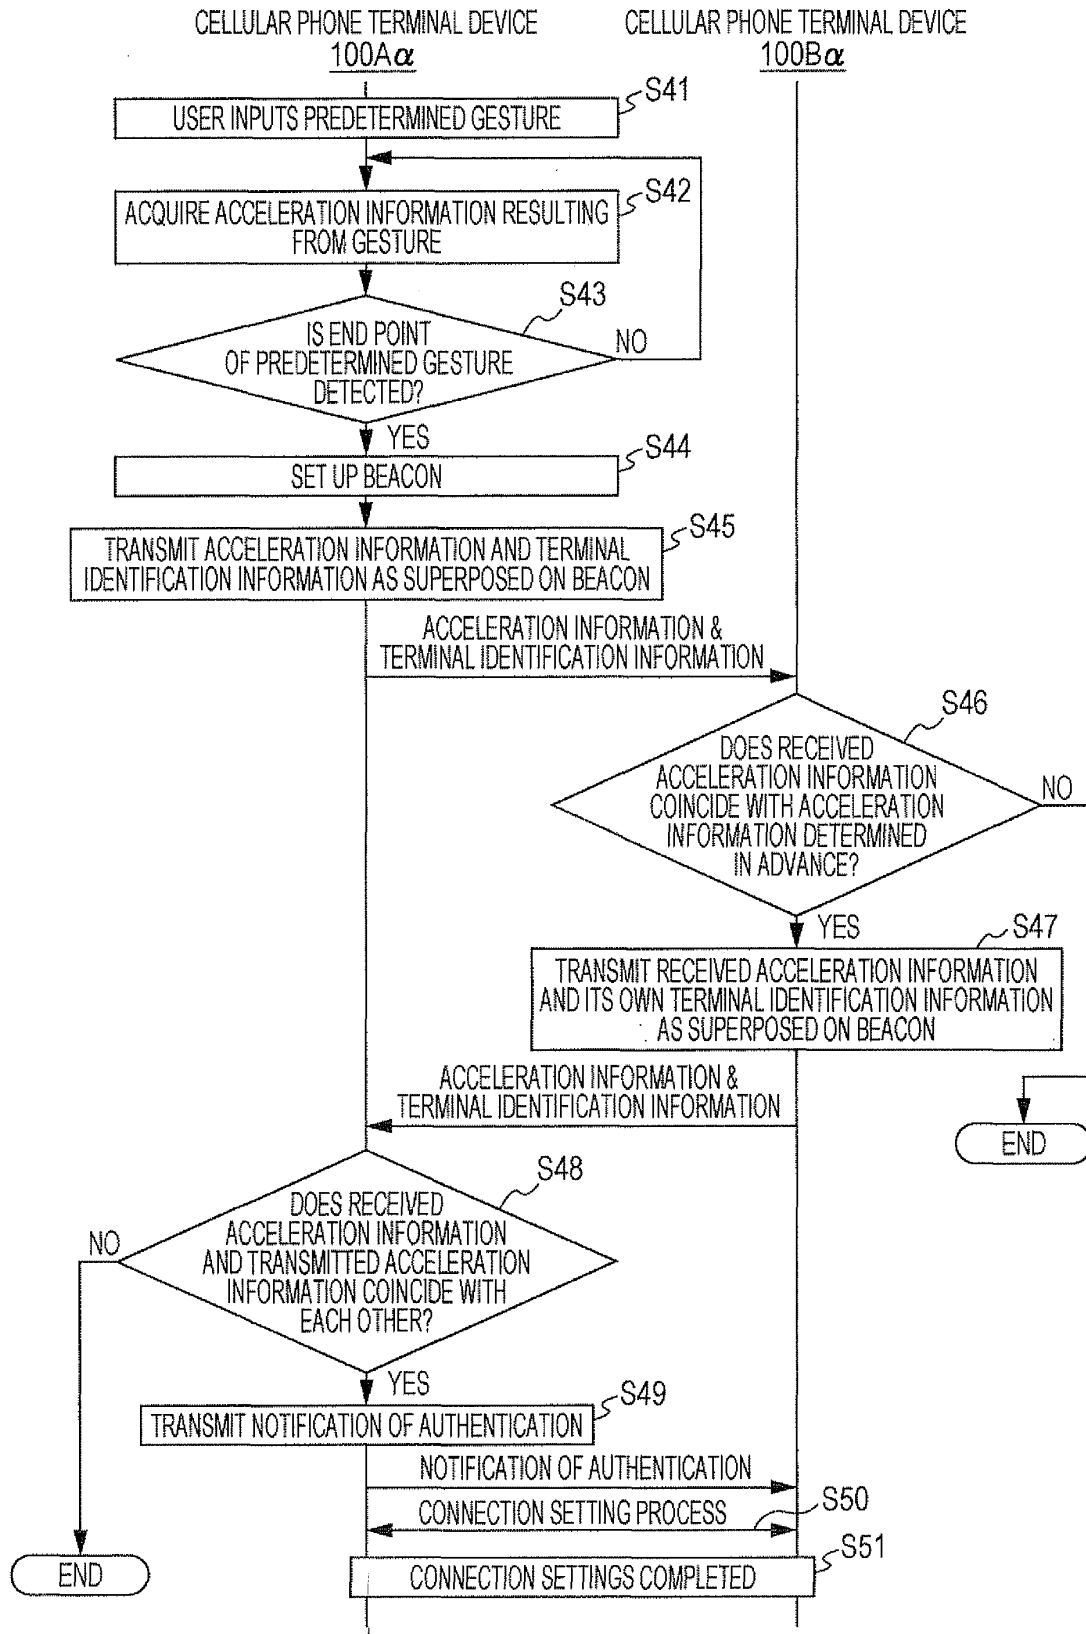 CELLULAR PHONE TERMINAL DEVICE
100Aα
CELLULAR PHONE TERMINAL DEVICE
100Bα
S41
USER INPUTS PREDETERMINED GESTURE
S42
ACQUIRE ACCELERATION INFORMATION RESULTING
FROM GESTURE
S43
IS END POINT
OF PREDETERMINED GESTURE
DETECTED?
NO
YES
S44
SET UP BEACON
S45
TRANSMIT ACCELERATION INFORMATION AND TERMINAL
IDENTIFICATION INFORMATION AS SUPERPOSED ON BEACON
ACCELERATION INFORMATION &
TERMINAL IDENTIFICATION INFORMATION
S46
DOES RECEIVED
ACCELERATION INFORMATION
COINCIDE WITH ACCELERATION
INFORMATION DETERMINED
IN ADVANCE?
NO
YES
S47
TRANSMIT RECEIVED ACCELERATION INFORMATION
AND ITS OWN TERMINAL IDENTIFICATION INFORMATION
AS SUPERPOSED ON BEACON
ACCELERATION INFORMATION &
TERMINAL IDENTIFICATION INFORMATION
END
S48
DOES RECEIVED
ACCELERATION INFORMATION
AND TRANSMITTED ACCELERATION
INFORMATION COINCIDE WITH
EACH OTHER?
NO
YES
S49
TRANSMIT NOTIFICATION OF AUTHENTICATION
NOTIFICATION OF AUTHENTICATION
CONNECTION SETTING PROCESS
S50
S51
END
CONNECTION SETTINGS COMPLETED